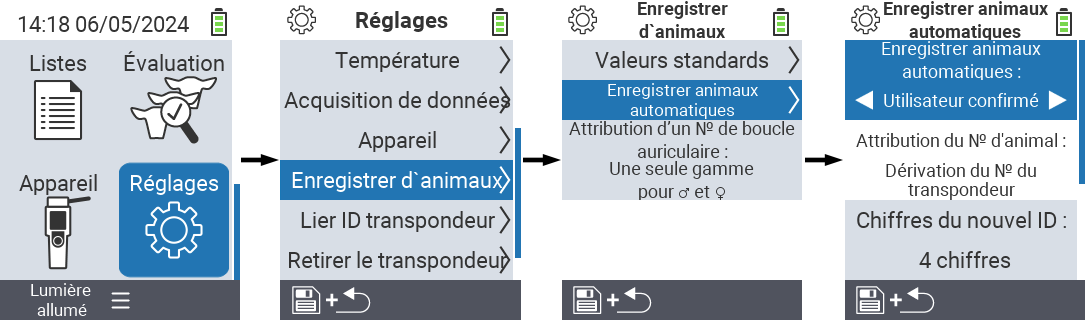 14:18 06/05/2024
Listes
Évaluation
Appareil
Réglages
Lumière
allumé
Réglages
Température
Acquisition de données
Appareil
Enregistrer d`animaux
Lier ID transpondeur
Retirer le transpondeur
+
Enregistrer
d`animaux
Valeurs standards
Enregistrer animaux
automatiques
Attribution d’un № de boucle
auriculaire :
Une seule gamme
pour ♂ et ♀
+
Enregistrer animaux
automatiques
Enregistrer animaux
automatiques :
Utilisateur confirmé
Attribution du № d'animal :
Dérivation du № du
transpondeur
Chiffres du nouvel ID :
4 chiffres
+